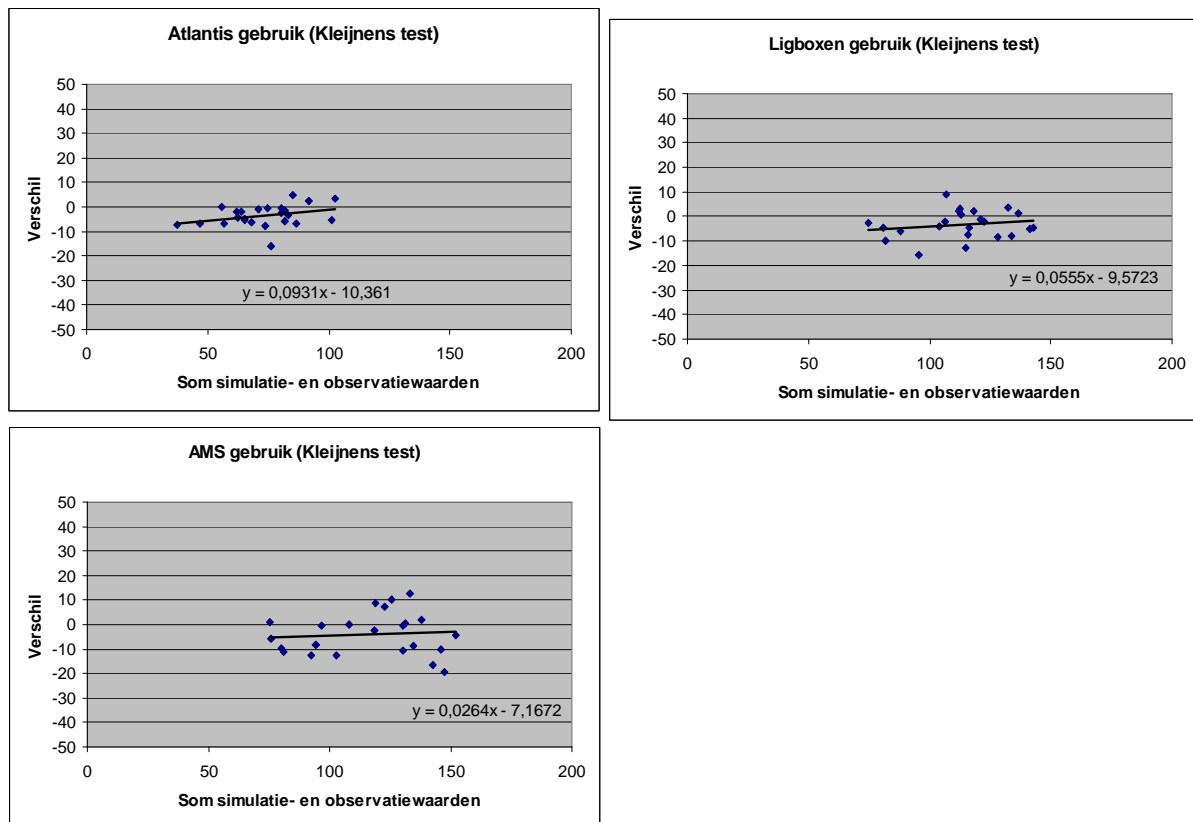 Atlantis gebruik (Kleijnens test)
50
40
30
20
10
0
-10
-20
-30
-40
-50
Verschil
y = 0,0931x - 10,361
0 50 100 150 200
Som simulatie- en observatiewaarden
Ligboxen gebruik (Kleijnens test)
50
40
30
20
10
0
-10
-20
-30
-40
-50
Verschil
y = 0,0555x - 9,5723
0 50 100 150 200
Som simulatie- en observatiewaarden
AMS gebruik (Kleijnens test)
50
40
30
20
10
0
-10
-20
-30
-40
-50
Verschil
y = 0,0264x - 7,1672
0 50 100 150 200
Som simulatie- en observatiewaarden